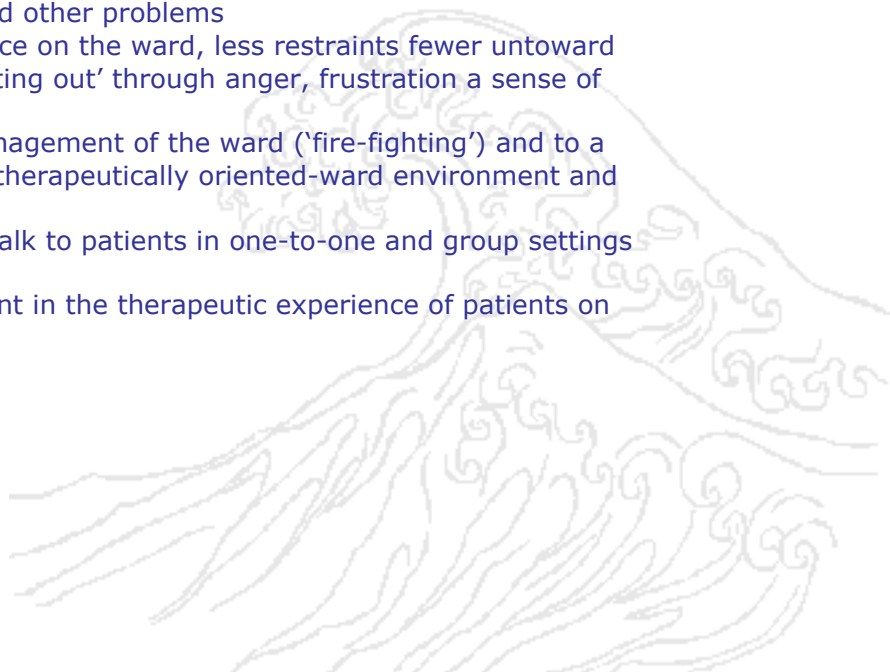 d other problems
ce on the ward, less restraints fewer untoward
ting out’ through anger, frustration a sense of
nagement of the ward (‘fire-fighting’) and to a
therapeutically oriented-ward environment and
alk to patients in one-to-one and group settings
nt in the therapeutic experience of patients on